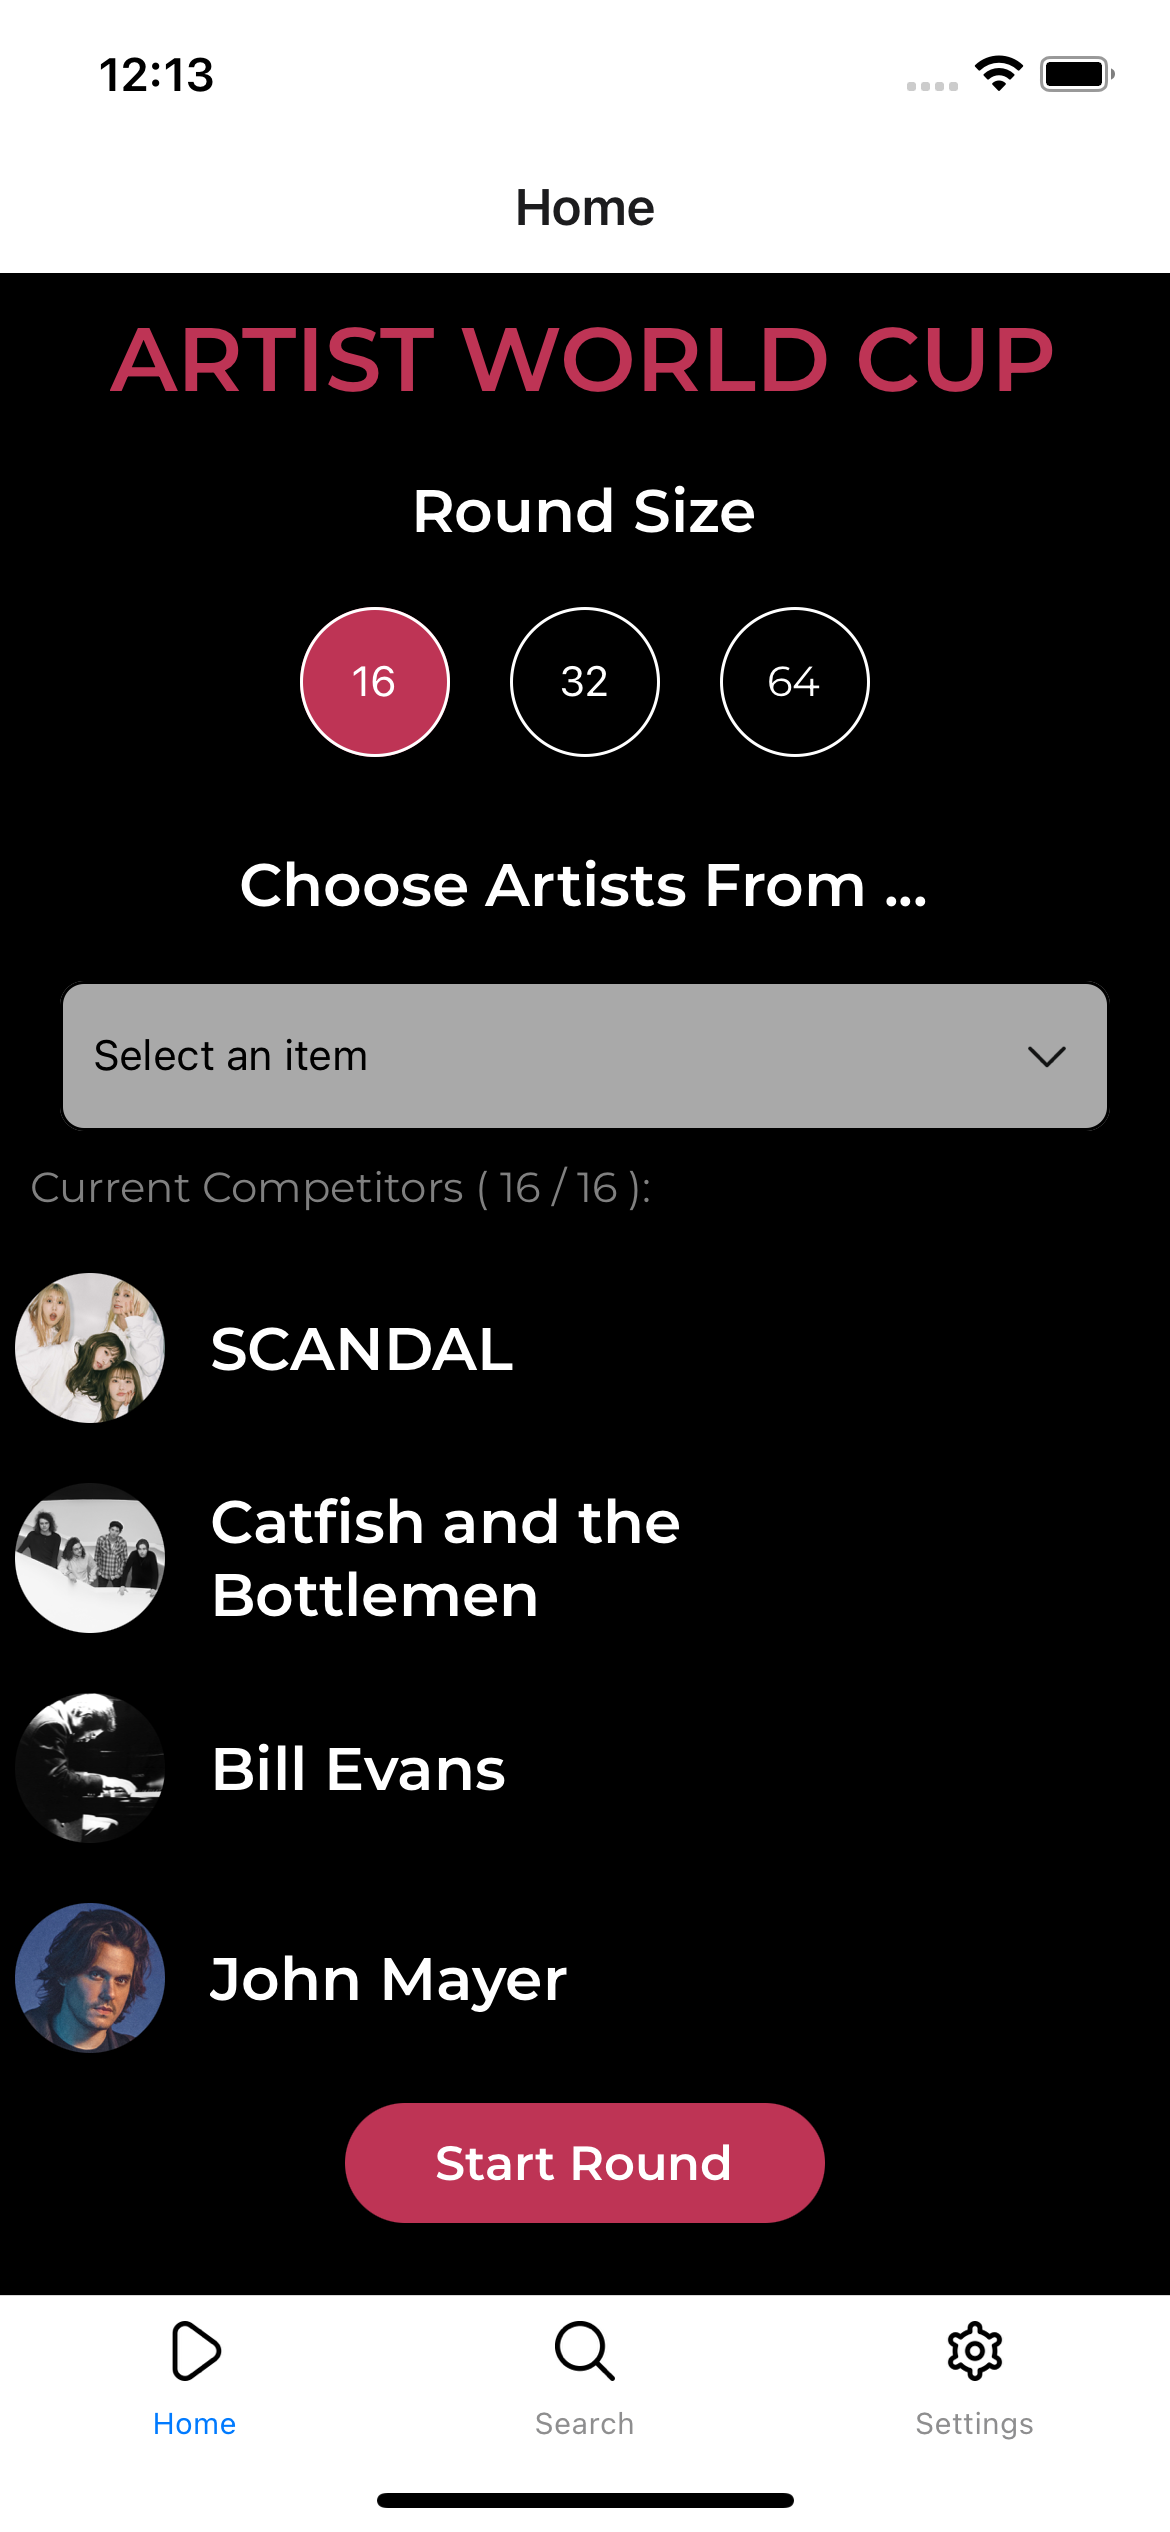 12:13
Home
ARTIST WORLD CUP
Round Size
16 32 64
Choose Artists From ...
Select an item
Current Competitors ( 16 / 16 ):
SCANDAL
Catfish and the
Bottlemen
Bill Evans
John Mayer
Start Round
Home Search Settings